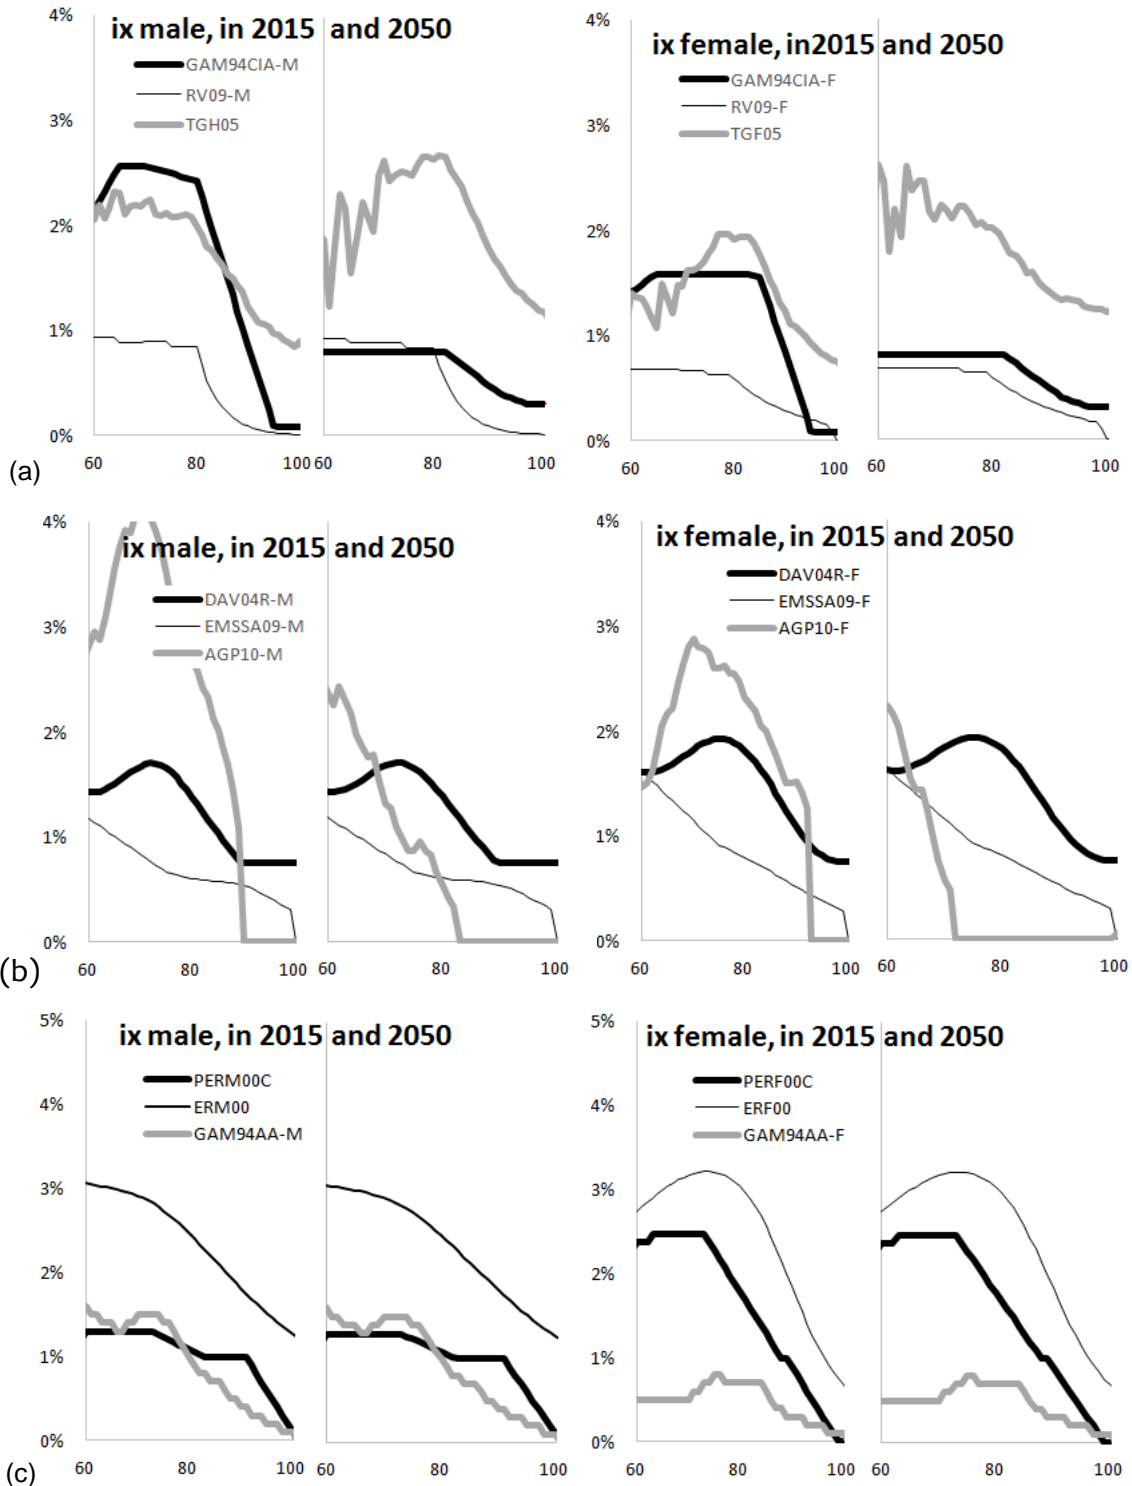 ix male, in 2015 and 2050
GAM94CIA-M
RV09-M
TGH05
4%
3%
2%
1%
0%
60 80 100 60 80 100
ix female, in2015 and 2050
GAM94CIA-F
RV09-F
TGF05
4%
3%
2%
1%
0%
60 80 100 60 80 100
(a)
ix male, in 2015 and 2050
DAV04R-M
EMSSA09-M
AGP10-M
4%
3%
2%
1%
0%
60 80 100 60 80 100
ix female, in 2015 and 2050
DAV04R-F
EMSSA09-F
AGP10-F
4%
3%
2%
1%
0%
60 80 100 60 80 100
(b)
ix male, in 2015 and 2050
PERM00C
ERM00
GAM94AA-M
5%
4%
3%
2%
1%
0%
60 80 100 60 80 100
ix female, in 2015 and 2050
PERF00C
ERF00
GAM94AA-F
5%
4%
3%
2%
1%
0%
60 80 100 60 80 100
(c)